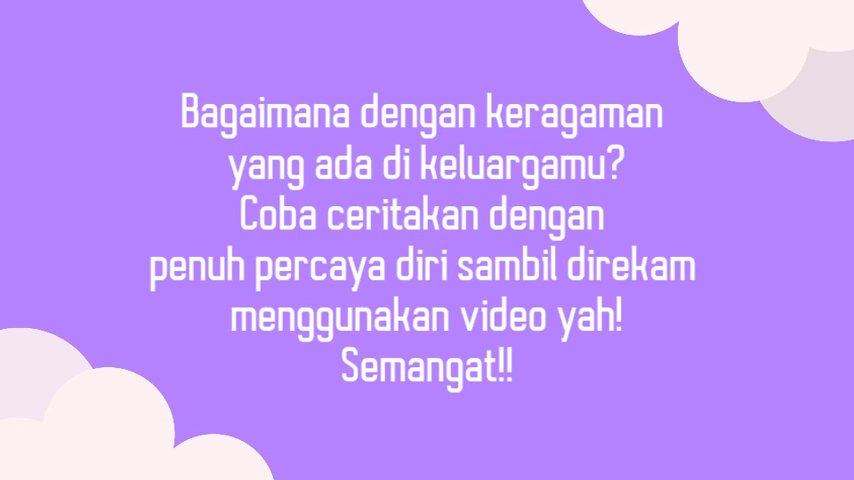 Bagaimana dengan keragaman
yang ada di keluargamu?
Coba ceritakan dengan
penuh percaya diri sambil direkam
menggunakan video yah!
Semangat!!